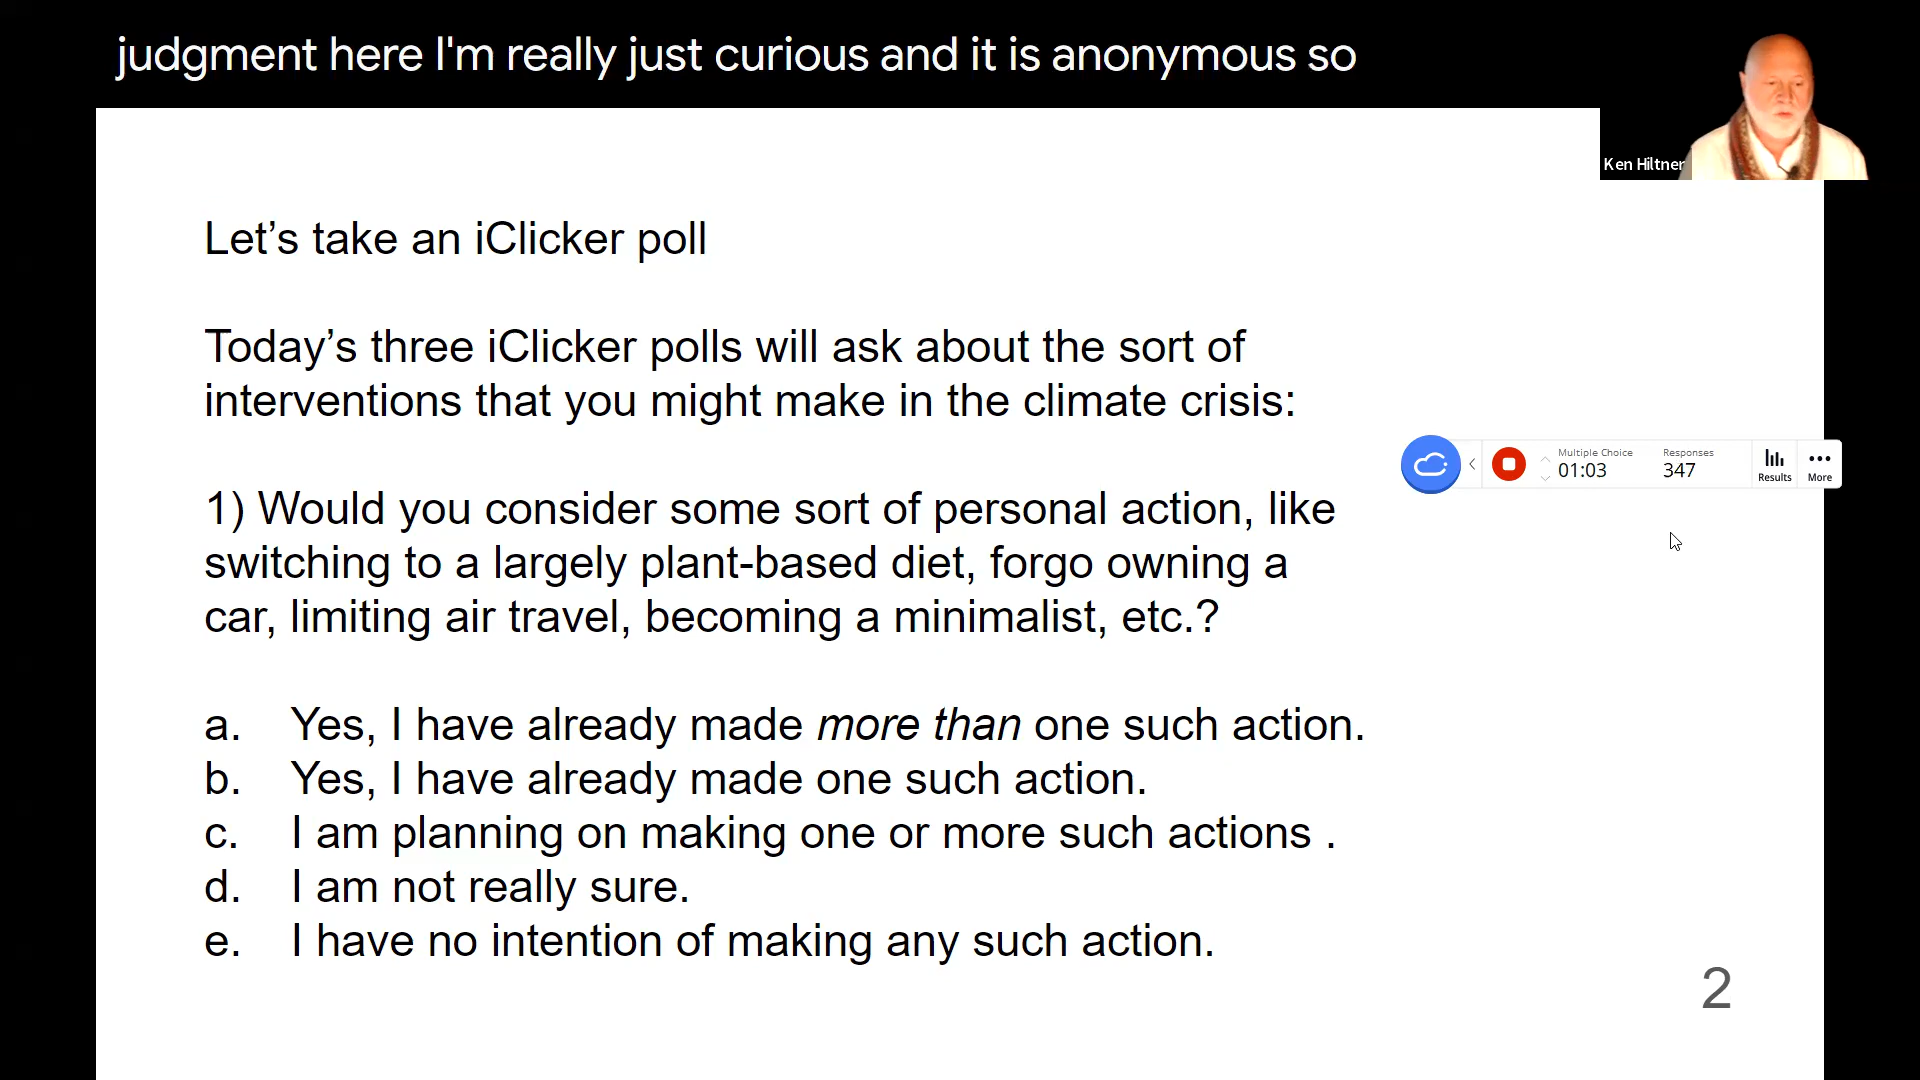 judgment here I'm really just curious and it is anonymous so
Ken Hiltner
Let’s take an iClicker poll
Today’s three iClicker polls will ask about the sort of
interventions that you might make in the climate crisis:
Multiple Choice
01:03
Responses
347
Results
More
1) Would you consider some sort of personal action, like
switching to a largely plant-based diet, forgo owning a
car, limiting air travel, becoming a minimalist, etc.?
a. Yes, I have already made more than one such action.
b. Yes, I have already made one such action.
c. I am planning on making one or more such actions .
d. I am not really sure.
e. I have no intention of making any such action.
2